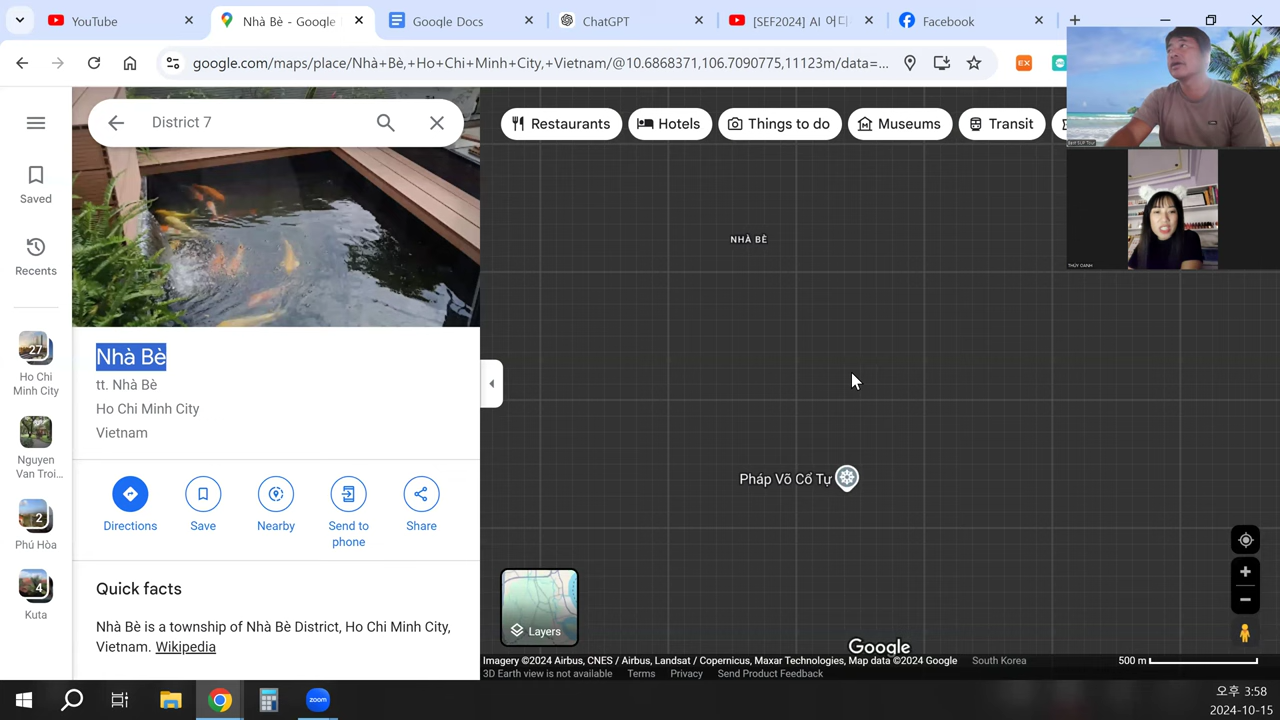 YouTube
Nhà Bè - Google
Google Docs
ChatGPT
[SEF2024] AI 어디
Facebook
google.com/maps/place/Nhà+Bè,+Ho+Chi+Minh+City,+Vietnam/@10.6868371,106.7090775,11123m/data=...
EX
District 7
Restaurants
Hotels
Things to do
Museums
Transit
Saved
Recents
27
Ho Chi
Minh City
Nguyen
Van Troi...
2
Phú Hòa
4
Kuta
Nhà Bè
tt. Nhà Bè
Ho Chi Minh City
Vietnam
Directions
Save
Nearby
Send to
phone
Share
Quick facts
Nhà Bè is a township of Nhà Bè District, Ho Chi Minh City,
Vietnam. Wikipedia
NHÀ BÈ
Pháp Võ Cổ Tự
Layers
Google
Imagery ©2024 Airbus, CNES / Airbus, Landsat / Copernicus, Maxar Technologies, Map data ©2024 Google
South Korea
500 m
3D Earth view is not available
Terms
Privacy
Send Product Feedback
zoom
오후 3:58
2024-10-15